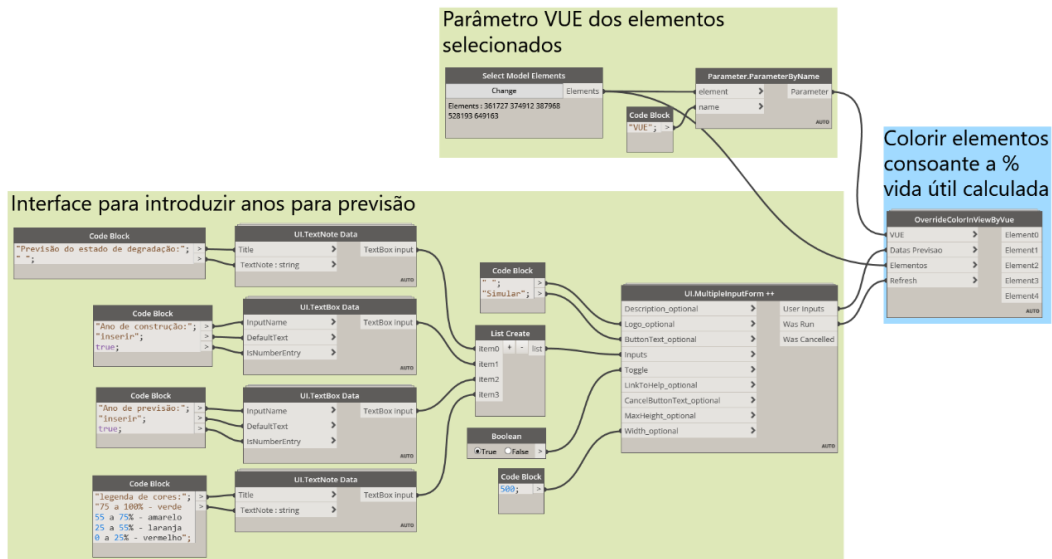 Parâmetro VUE dos elementos
selecionados
Select Model Elements
Change
Elements
Elements : 361727 374912 387968
528193 649163
Parameter.ParameterByName
element >
name >
Parameter
AUTO
Code Block
"VUE"; >
Colorir elementos
consoante a %
vida útil calculada
OverrideColorInViewByVue
VUE > Element0
Datas Previsao > Element1
Elementos > Element2
Refresh > Element3
Element4
AUTO
Interface para introduzir anos para previsão
Code Block
"Previsão do estado de degradação:"; >
" "; >
UI.TextNote Data
Title > TextBox input
TextNote : string >
AUTO
Code Block
"Ano de construção:"; >
"inserir"; >
true; >
UI.TextBox Data
InputName > TextBox input
DefaultText >
IsNumberEntry >
AUTO
Code Block
"Ano de previsão:"; >
"inserir"; >
true; >
UI.TextBox Data
InputName > TextBox input
DefaultText >
IsNumberEntry >
AUTO
Code Block
"legenda de cores:"; >
"75 a 100% - verde >
55 a 75% - amarelo
25 a 55% - laranja
0 a 25% - vermelho";
UI.TextNote Data
Title > TextBox input
TextNote : string >
AUTO
Code Block
" "; >
"Simular"; >
List Create
item0 + - list
item1
item2
item3
AUTO
Boolean
True False >
Code Block
500; >
UI.MultipleInputForm ++
Description_optional > User Inputs
Logo_optional > Was Run
ButtonText_optional > Was Cancelled
Inputs >
Toggle >
LinkToHelp_optional >
CancelButtonText_optional >
MaxHeight_optional >
Width_optional >
AUTO